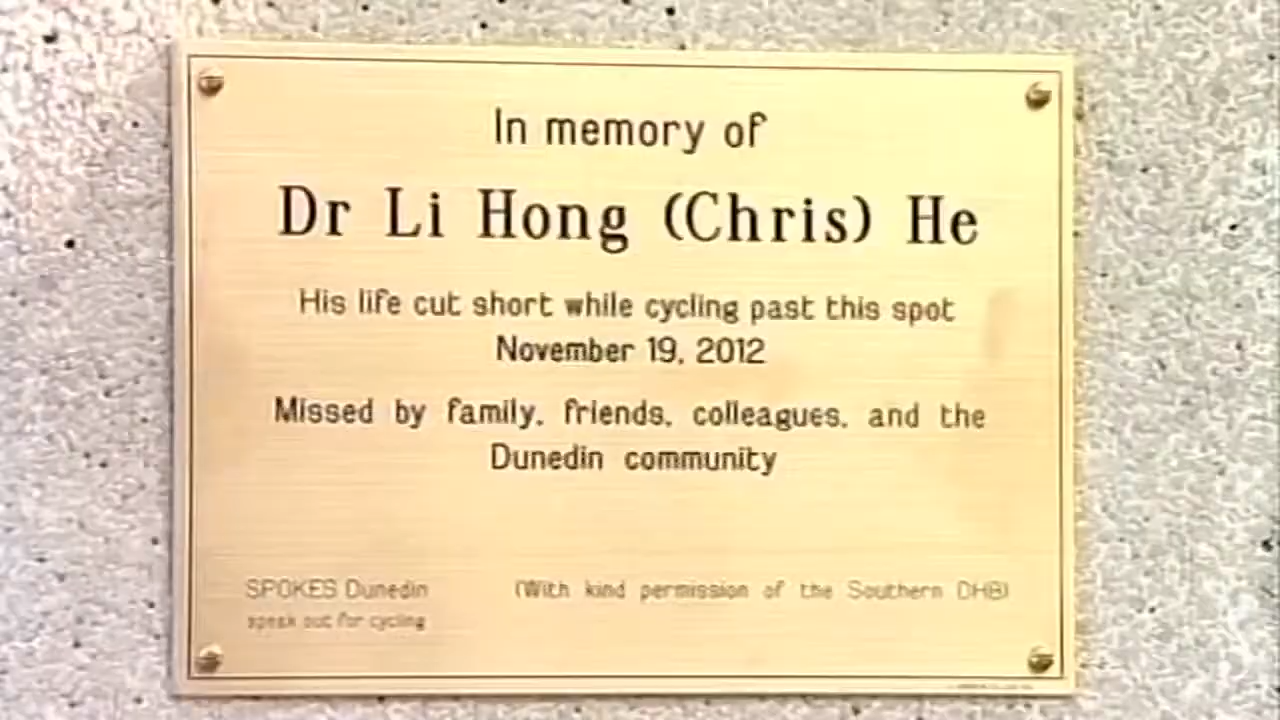 In memory of
Dr Li Hong (Chris) He
His life cut short while cycling past this spot
November 19, 2012
Missed by family, friends, colleagues, and the
Dunedin community
SPOKES Dunedin (With kind permission of the Southern DHB)
speak out for cycling